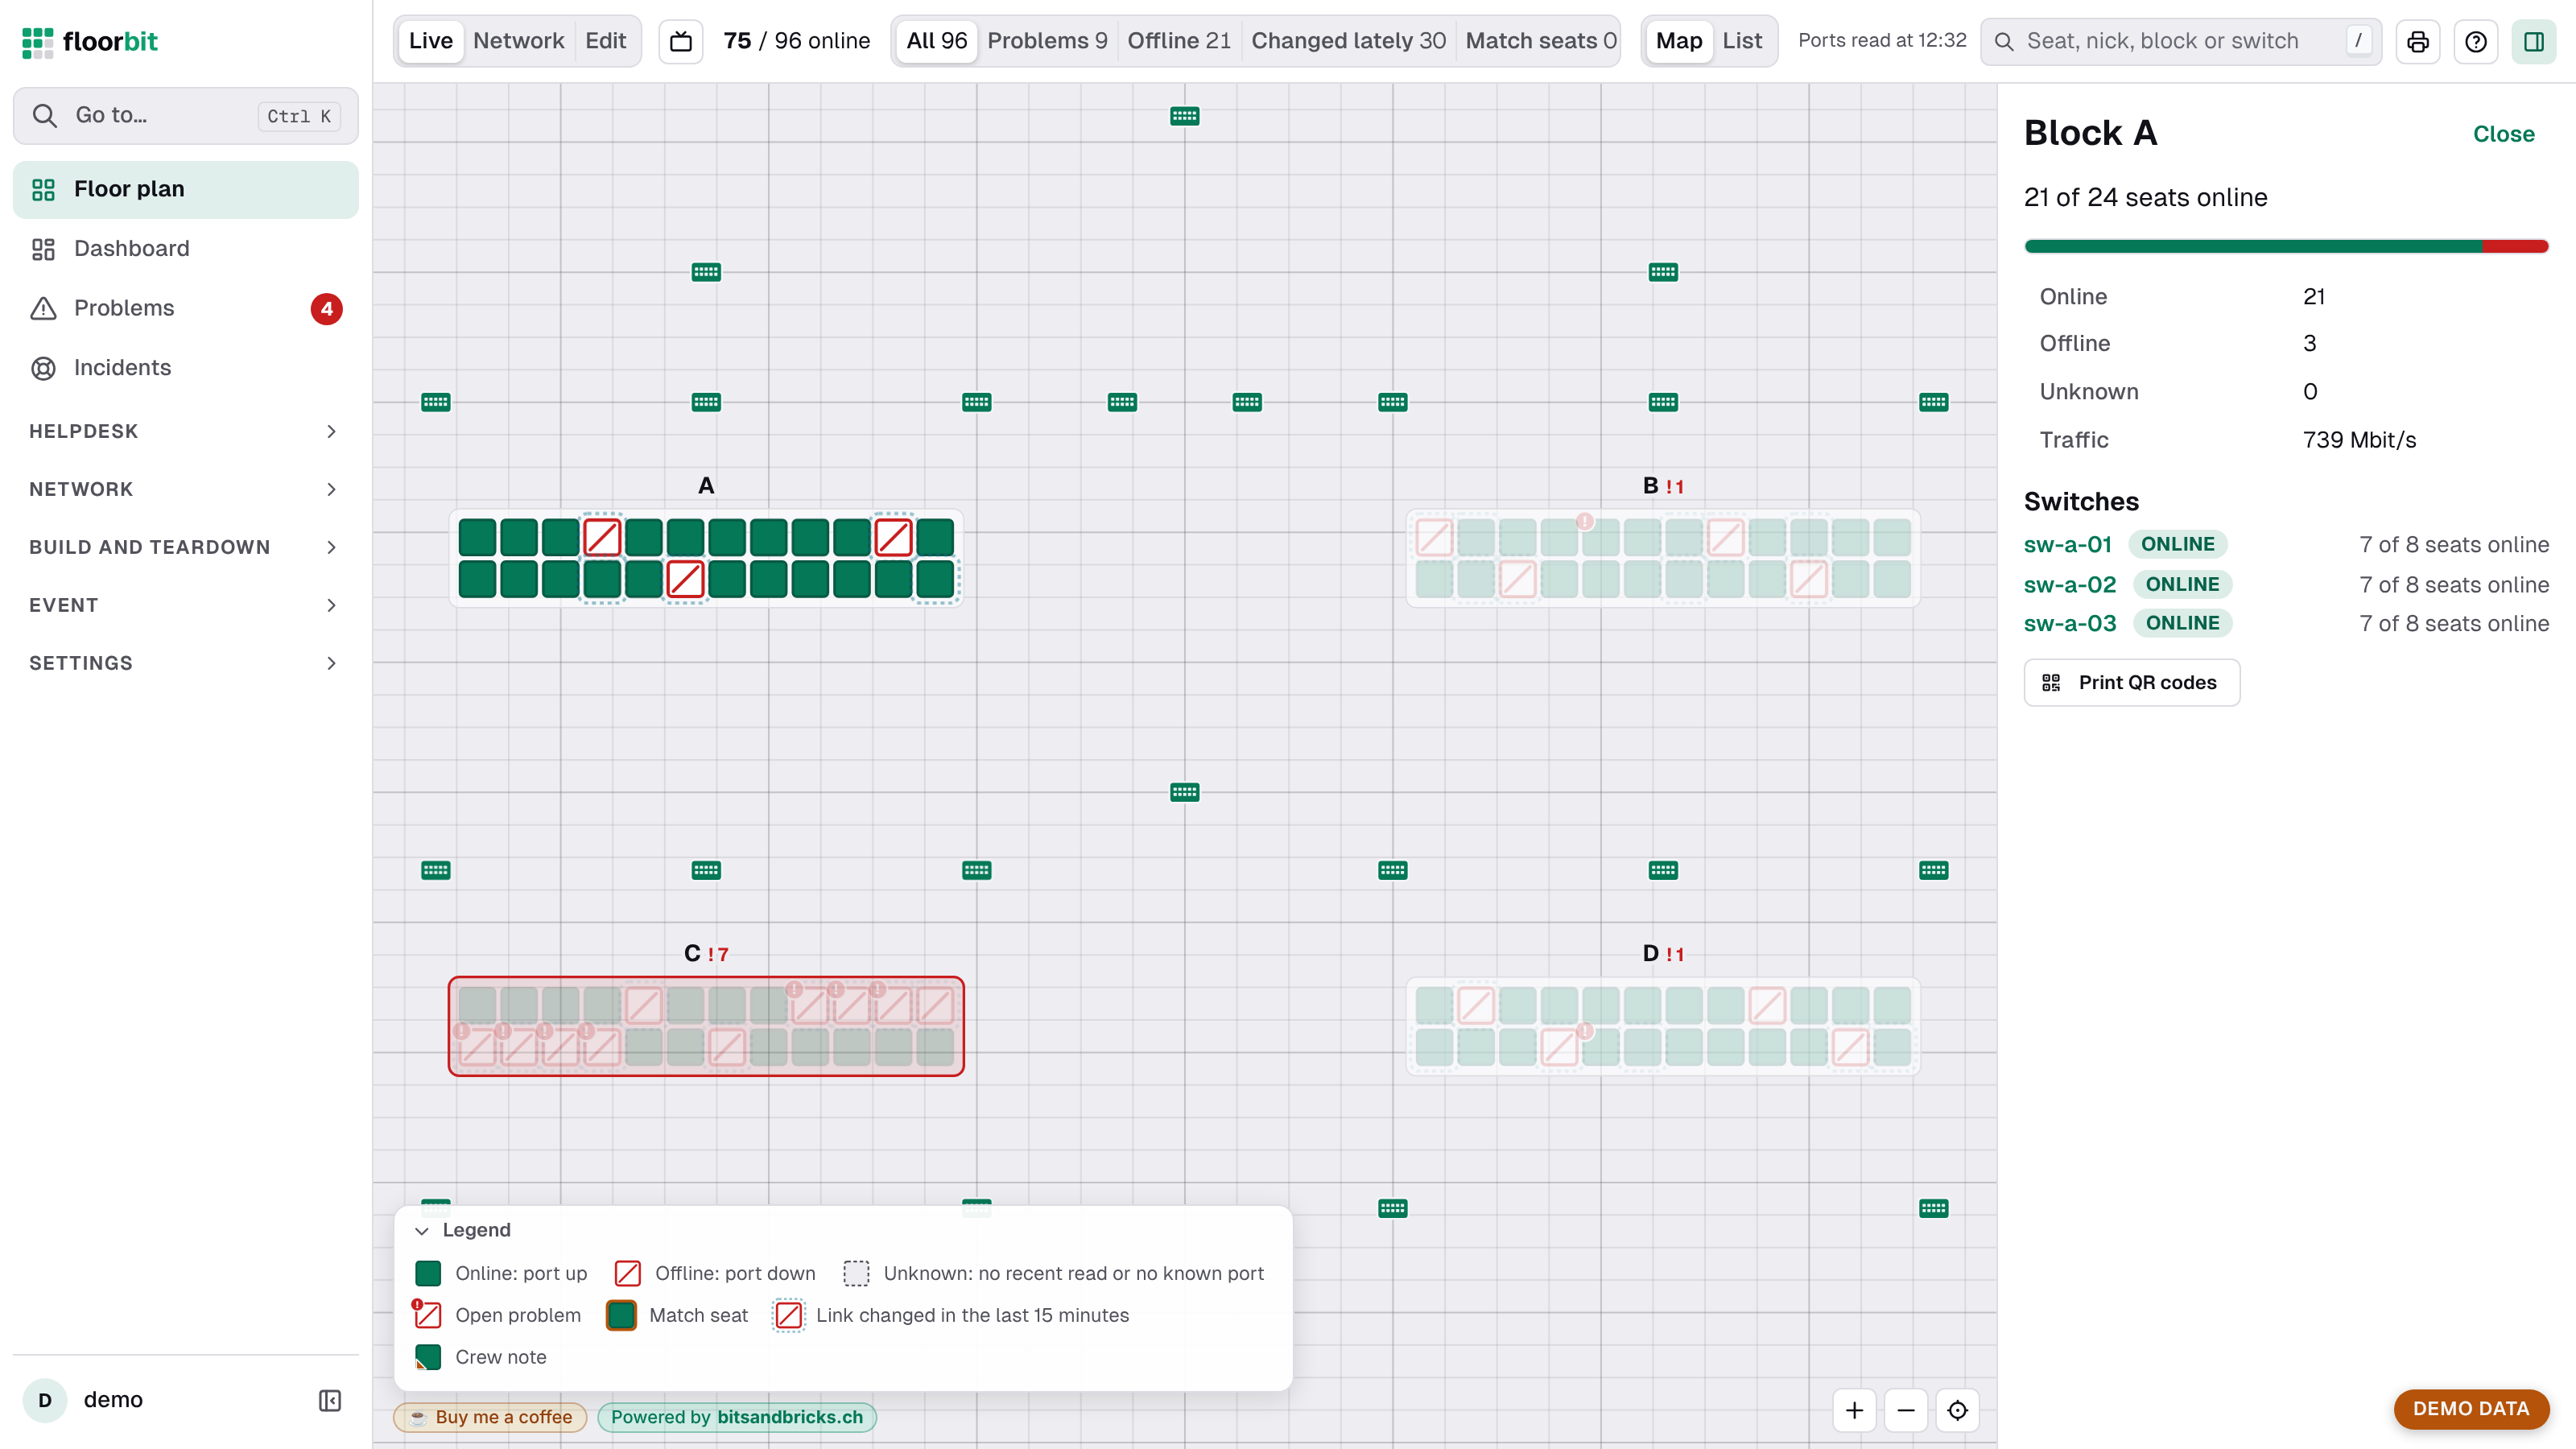 floorbit
Go to...
Ctrl K
Floor plan
Dashboard
Problems
4
Incidents
HELPDESK
NETWORK
BUILD AND TEARDOWN
EVENT
SETTINGS
D
demo
Live Network Edit
75 / 96 online
All 96 Problems 9 Offline 21 Changed lately 30 Match seats 0
Map List
Ports read at 12:32
Seat, nick, block or switch /
A
B !1
C !7
D !1
Legend
Online: port up
Offline: port down
Unknown: no recent read or no known port
Open problem
Match seat
Link changed in the last 15 minutes
Crew note
Buy me a coffee
Powered by bitsandbricks.ch
Block A
Close
21 of 24 seats online
Online 21
Offline 3
Unknown 0
Traffic 739 Mbit/s
Switches
sw-a-01 ONLINE 7 of 8 seats online
sw-a-02 ONLINE 7 of 8 seats online
sw-a-03 ONLINE 7 of 8 seats online
Print QR codes
DEMO DATA